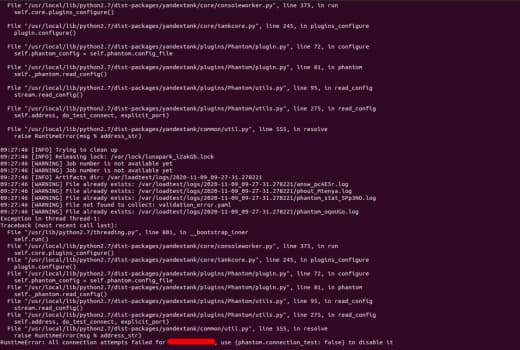 File "/usr/local/lib/python2.7/dist-packages/yandextank/core/consoleworker.py", line 375, in run
self.core.plugins_configure()
File "/usr/local/lib/python2.7/dist-packages/yandextank/core/tankcore.py", line 245, in plugins_configure
plugin.configure()
File "/usr/local/lib/python2.7/dist-packages/yandextank/plugins/Phantom/plugin.py", line 72, in configure
self.phantom_config = self.phantom.config_file
File "/usr/local/lib/python2.7/dist-packages/yandextank/plugins/Phantom/plugin.py", line 81, in phantom
self._phantom.read_config()
File "/usr/local/lib/python2.7/dist-packages/yandextank/plugins/Phantom/utils.py", line 95, in read_config
stream.read_config()
File "/usr/local/lib/python2.7/dist-packages/yandextank/plugins/Phantom/utils.py", line 275, in read_config
self.address, do_test_connect, explicit_port)
File "/usr/local/lib/python2.7/dist-packages/yandextank/common/util.py", line 555, in resolve
raise RuntimeError(msg % address_str)
09:27:46 [INFO] Trying to clean up
09:27:46 [INFO] Releasing lock: /var/lock/lunapark_lzakGb.lock
09:27:46 [WARNING] Job number is not available yet
09:27:46 [WARNING] Job number is not available yet
09:27:46 [INFO] Artifacts dir: /var/loadtest/logs/2020-11-09_09-27-31.278221
09:27:46 [WARNING] File already exists: /var/loadtest/logs/2020-11-09_09-27-31.278221/answ_pcAESr.log
09:27:46 [WARNING] File already exists: /var/loadtest/logs/2020-11-09_09-27-31.278221/phout_Mtenya.log
09:27:46 [WARNING] File already exists: /var/loadtest/logs/2020-11-09_09-27-31.278221/phantom_stat_SPp3NO.log
09:27:46 [WARNING] File not found to collect: validation_error.yaml
09:27:46 [WARNING] File already exists: /var/loadtest/logs/2020-11-09_09-27-31.278221/phantom_oqoUGo.log
Exception in thread Thread-1:
Traceback (most recent call last):
File "/usr/lib/python2.7/threading.py", line 801, in __bootstrap_inner
self.run()
File "/usr/local/lib/python2.7/dist-packages/yandextank/core/consoleworker.py", line 375, in run
self.core.plugins_configure()
File "/usr/local/lib/python2.7/dist-packages/yandextank/core/tankcore.py", line 245, in plugins_configure
plugin.configure()
File "/usr/local/lib/python2.7/dist-packages/yandextank/plugins/Phantom/plugin.py", line 72, in configure
self.phantom_config = self.phantom.config_file
File "/usr/local/lib/python2.7/dist-packages/yandextank/plugins/Phantom/plugin.py", line 81, in phantom
self._phantom.read_config()
File "/usr/local/lib/python2.7/dist-packages/yandextank/plugins/Phantom/utils.py", line 95, in read_config
stream.read_config()
File "/usr/local/lib/python2.7/dist-packages/yandextank/plugins/Phantom/utils.py", line 275, in read_config
self.address, do_test_connect, explicit_port)
File "/usr/local/lib/python2.7/dist-packages/yandextank/common/util.py", line 555, in resolve
raise RuntimeError(msg % address_str)
RuntimeError: All connection attempts failed for , use {phantom.connection_test: false} to disable it